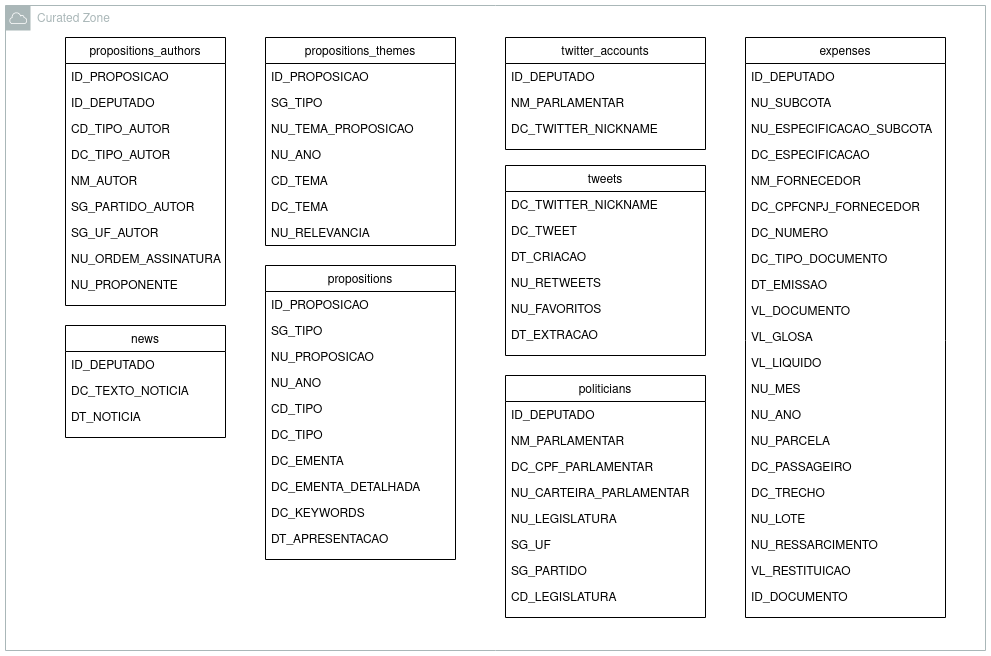 Curated Zone
propositions_authors
ID_PROPOSICAO
ID_DEPUTADO
CD_TIPO_AUTOR
DC_TIPO_AUTOR
NM_AUTOR
SG_PARTIDO_AUTOR
SG_UF_AUTOR
NU_ORDEM_ASSINATURA
NU_PROPONENTE
news
ID_DEPUTADO
DC_TEXTO_NOTICIA
DT_NOTICIA
propositions_themes
ID_PROPOSICAO
SG_TIPO
NU_TEMA_PROPOSICAO
NU_ANO
CD_TEMA
DC_TEMA
NU_RELEVANCIA
propositions
ID_PROPOSICAO
SG_TIPO
NU_PROPOSICAO
NU_ANO
CD_TIPO
DC_TIPO
DC_EMENTA
DC_EMENTA_DETALHADA
DC_KEYWORDS
DT_APRESENTACAO
twitter_accounts
ID_DEPUTADO
NM_PARLAMENTAR
DC_TWITTER_NICKNAME
tweets
DC_TWITTER_NICKNAME
DC_TWEET
DT_CRIACAO
NU_RETWEETS
NU_FAVORITOS
DT_EXTRACAO
politicians
ID_DEPUTADO
NM_PARLAMENTAR
DC_CPF_PARLAMENTAR
NU_CARTEIRA_PARLAMENTAR
NU_LEGISLATURA
SG_UF
SG_PARTIDO
CD_LEGISLATURA
expenses
ID_DEPUTADO
NU_SUBCOTA
NU_ESPECIFICACAO_SUBCOTA
DC_ESPECIFICACAO
NM_FORNECEDOR
DC_CPFCNPJ_FORNECEDOR
DC_NUMERO
DC_TIPO_DOCUMENTO
DT_EMISSAO
VL_DOCUMENTO
VL_GLOSA
VL_LIQUIDO
NU_MES
NU_ANO
NU_PARCELA
DC_PASSAGEIRO
DC_TRECHO
NU_LOTE
NU_RESSARCIMENTO
VL_RESTITUICAO
ID_DOCUMENTO